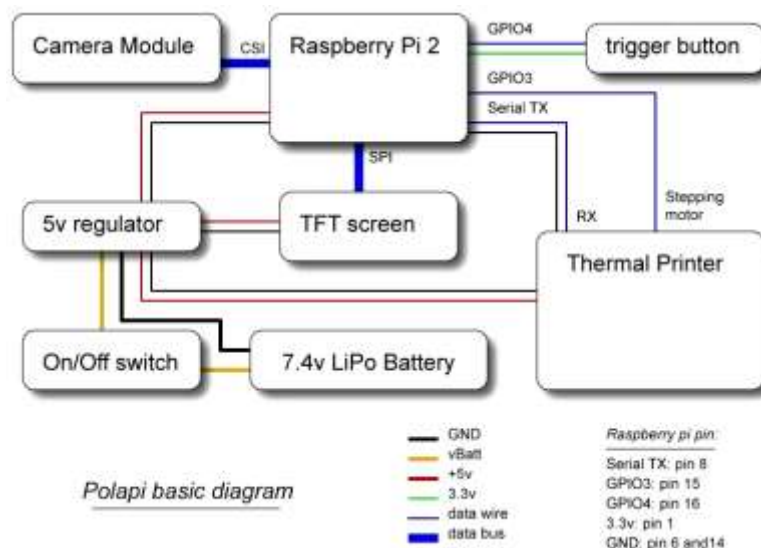 Camera Module
CSI
Raspberry Pi 2
GPIO4
trigger button
GPIO3
Serial TX
SPI
5v regulator
TFT screen
RX
Stepping
motor
Thermal Printer
On/Off switch
7.4v LiPo Battery
GND
vBatt
+5v
3.3v
data wire
data bus
Polapi basic diagram
Raspberry pi pin:
Serial TX: pin 8
GPIO3: pin 15
GPIO4: pin 16
3.3v: pin 1
GND: pin 6 and14